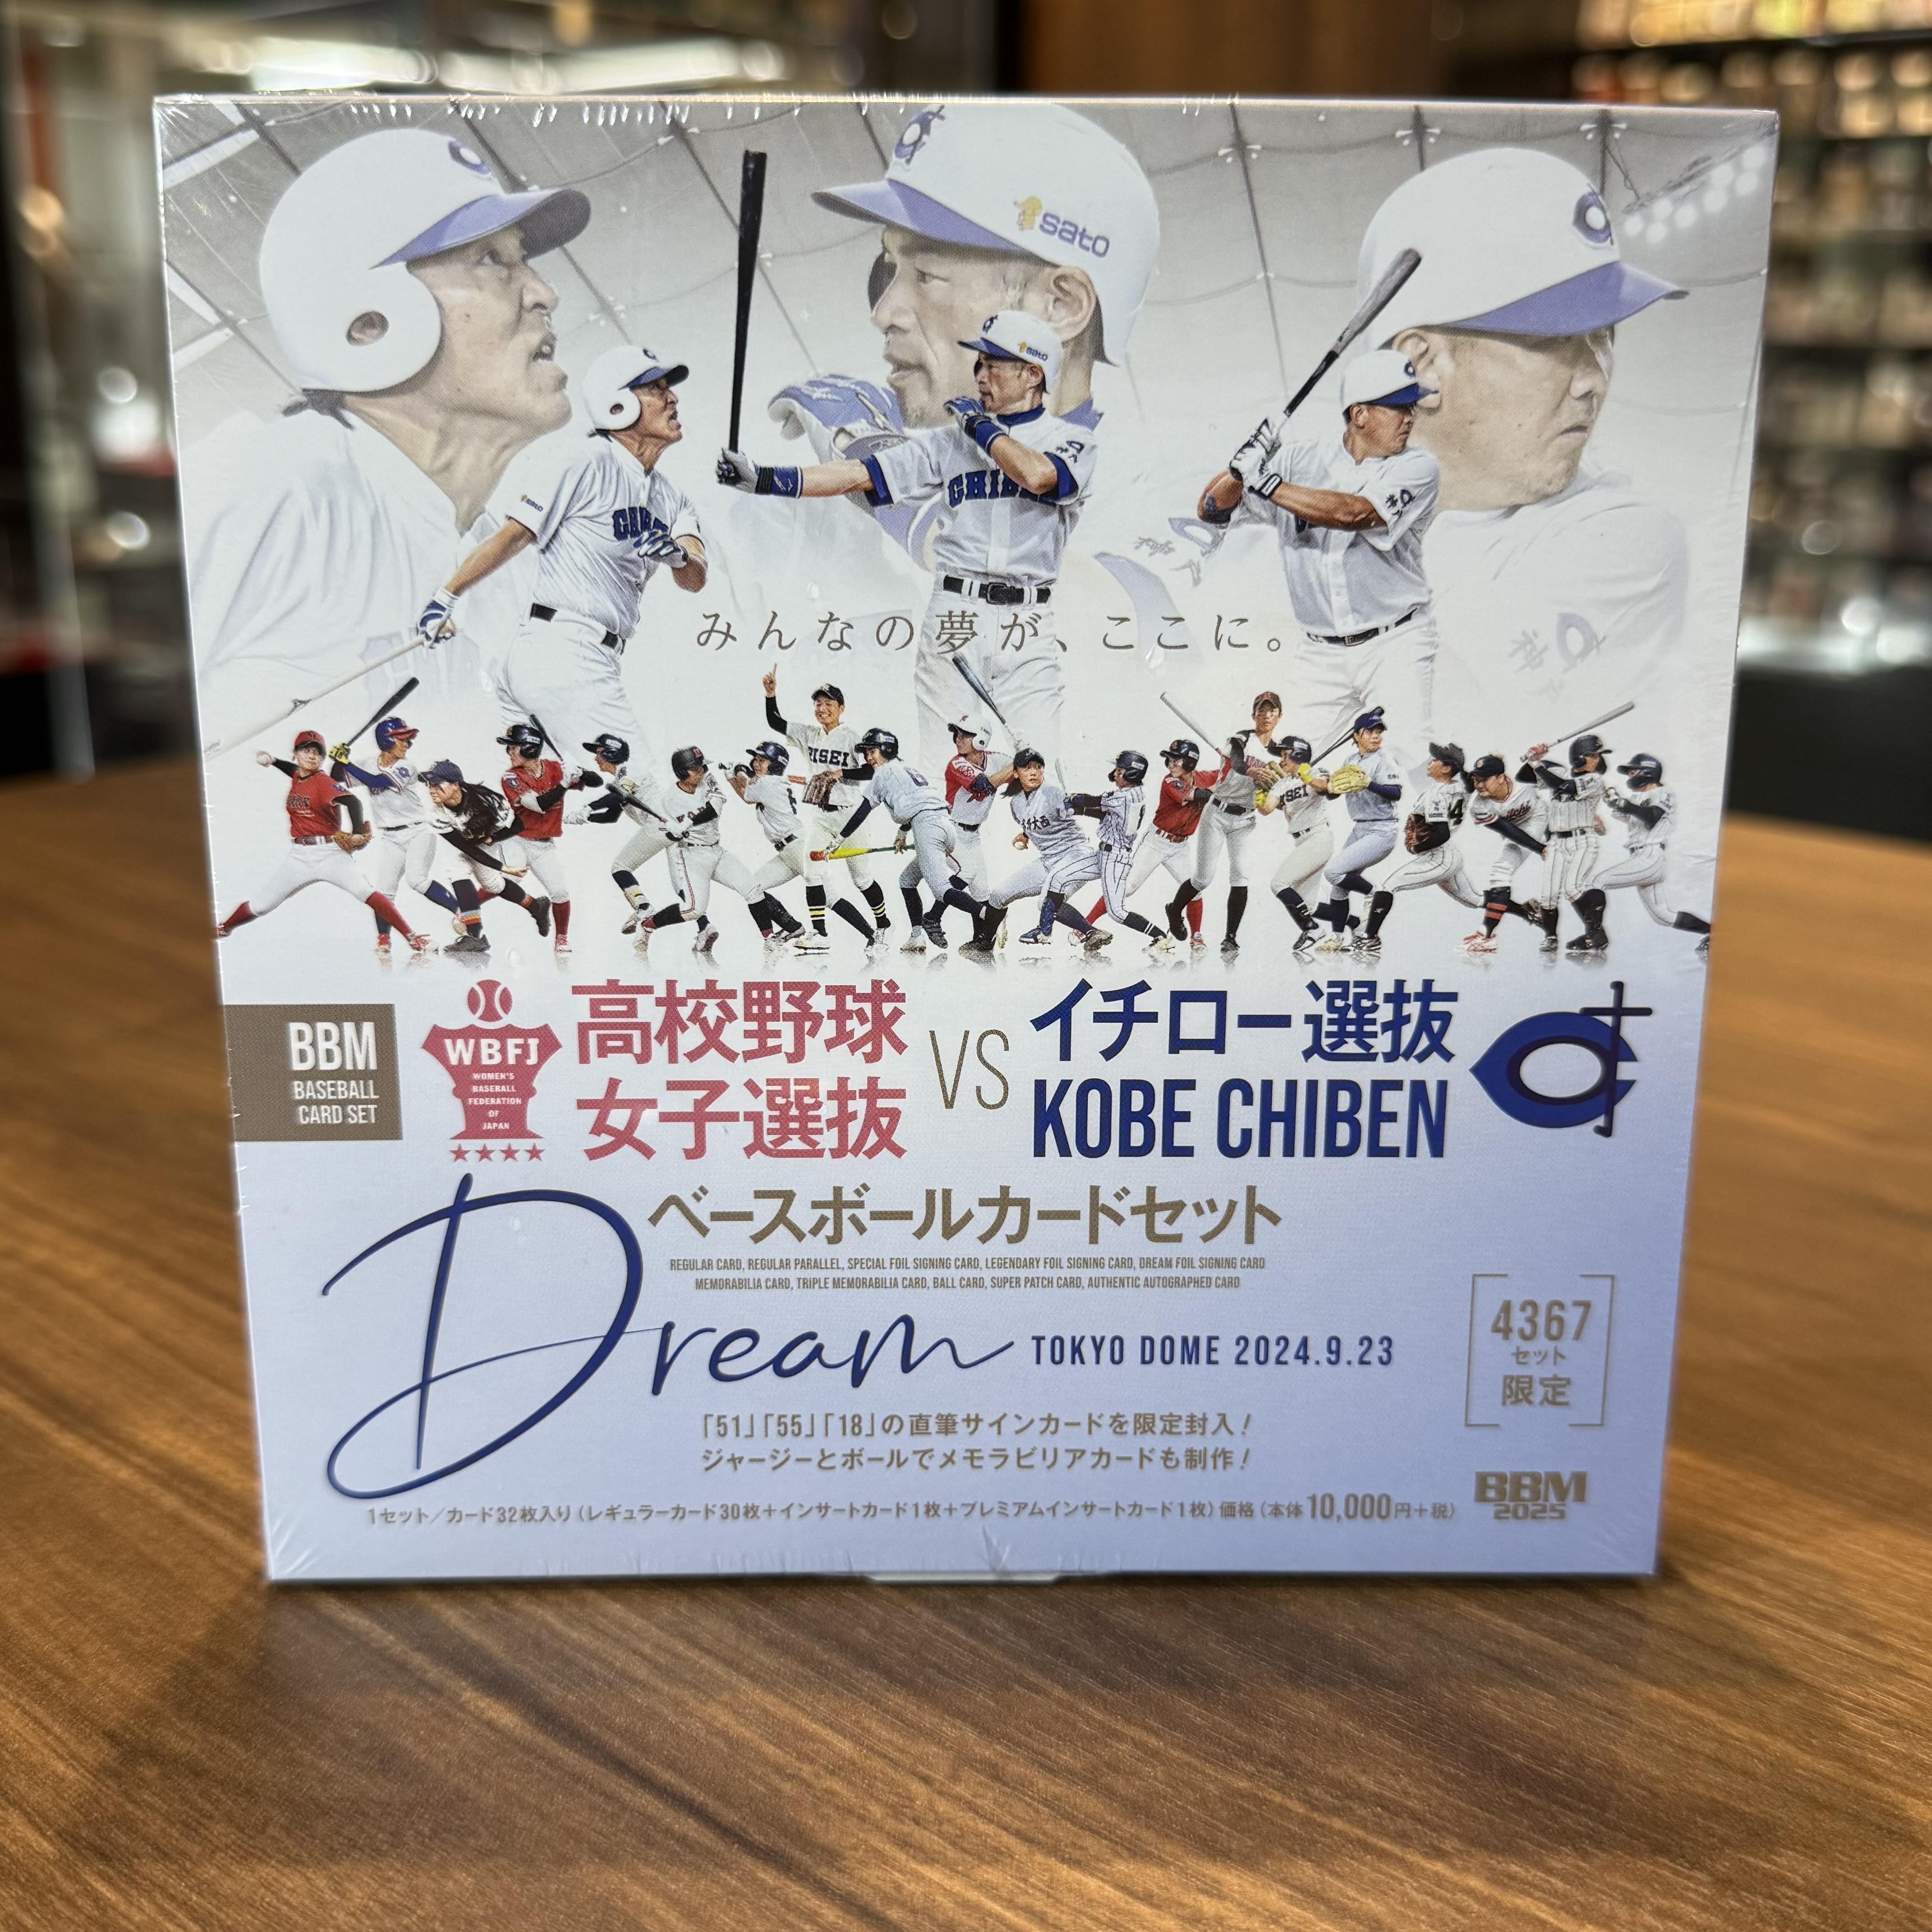 sato
sato
sato
CHIBEN
神戸
みんなの夢が、ここに。
BBM
BASEBALL
CARD SET
WBFJ
WOMEN'S
BASEBALL
FEDERATION
OF
JAPAN
高校野球
女子選抜
VS
イチロー選抜
KOBE CHIBEN
ベースボールカードセット
REGULAR CARD, REGULAR PARALLEL, SPECIAL FOIL SIGNING CARD, LEGENDARY FOIL SIGNING CARD, DREAM FOIL SIGNING CARD
MEMORABILIA CARD, TRIPLE MEMORABILIA CARD, BALL CARD, SUPER PATCH CARD, AUTHENTIC AUTOGRAPHED CARD
Dream
TOKYO DOME 2024.9.23
4367
セット
限定
「51」「55」「18」の直筆サインカードを限定封入!
ジャージーとボールでメモラビリアカードも制作!
1セット/カード32枚入り(レギュラーカード30枚+インサートカード1枚+プレミアムインサートカード1枚) 価格(本体10,000円+税)
BBM
2025